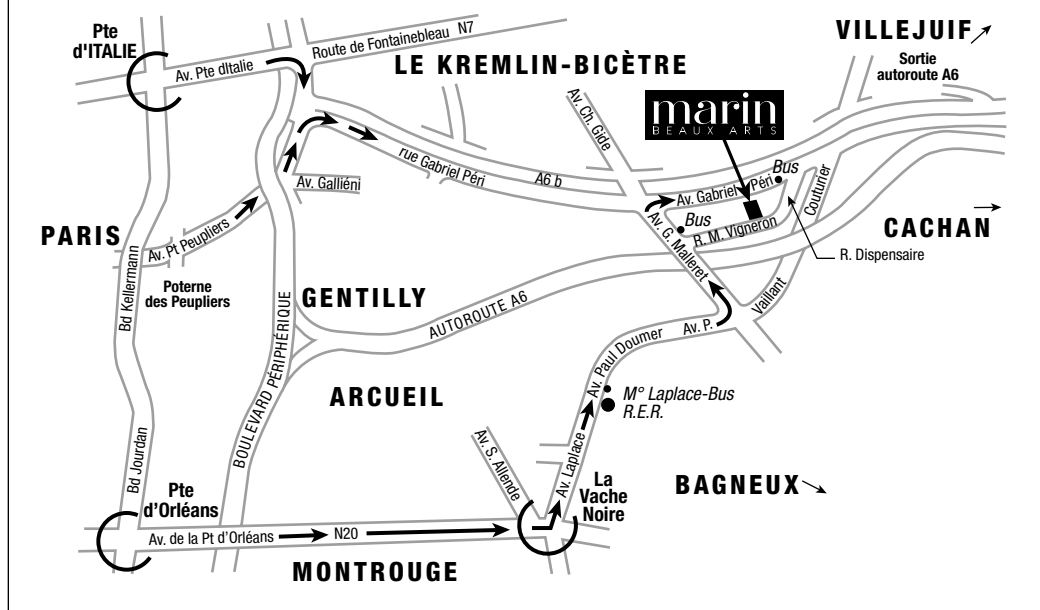 Pte
d'ITALIE
Av. Pte dItalie
Route de Fontainebleau N7
VILLEJUIF
Sortie
autoroute A6
LE KREMLIN-BICÈTRE
Av. Ch. Gide
marin
BEAUX ARTS
rue Gabriel Péri
A6 b
Av. Galliéni
Av. Gabriel Péri
Bus
Bus
R. M. Vigneron
Couturier
CACHAN
R. Dispensaire
PARIS
Av. Pt Peupliers
Poterne
des Peupliers
Bd Kellermann
GENTILLY
AUTOROUTE A6
Av. G. Malleret
Vaillant
Av. P.
Av. Paul Doumer
BOULEVARD PÉRIPHÉRIQUE
ARCUEIL
M° Laplace-Bus
R.E.R.
Av. S. Allende
Av. Laplace
La
Vache
Noire
BAGNEUX
Bd Jourdan
Pte
d’Orléans
Av. de la Pt d’Orléans
N20
MONTROUGE